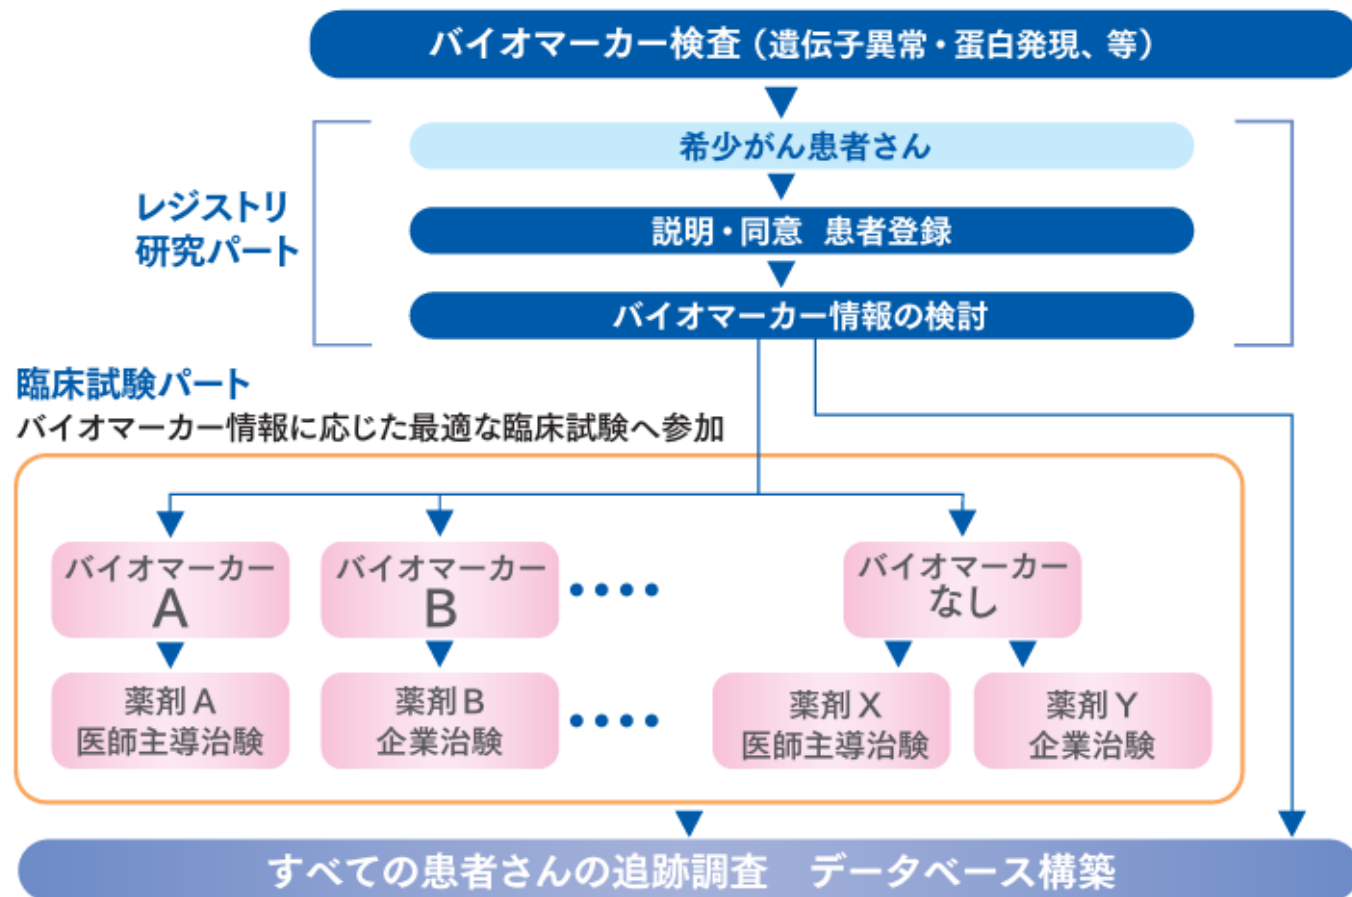 バイオマーカー検査（遺伝子異常・蛋白発現、等）
希少がん患者さん
レジストリ
研究パート
説明・同意 患者登録
バイオマーカー情報の検討
臨床試験パート
バイオマーカー情報に応じた最適な臨床試験へ参加
バイオマーカー
A
バイオマーカー
B
••••
バイオマーカー
なし
薬剤 A
医師主導治験
薬剤 B
企業治験
••••
薬剤 X
医師主導治験
薬剤 Y
企業治験
すべての患者さんの追跡調査　データベース構築